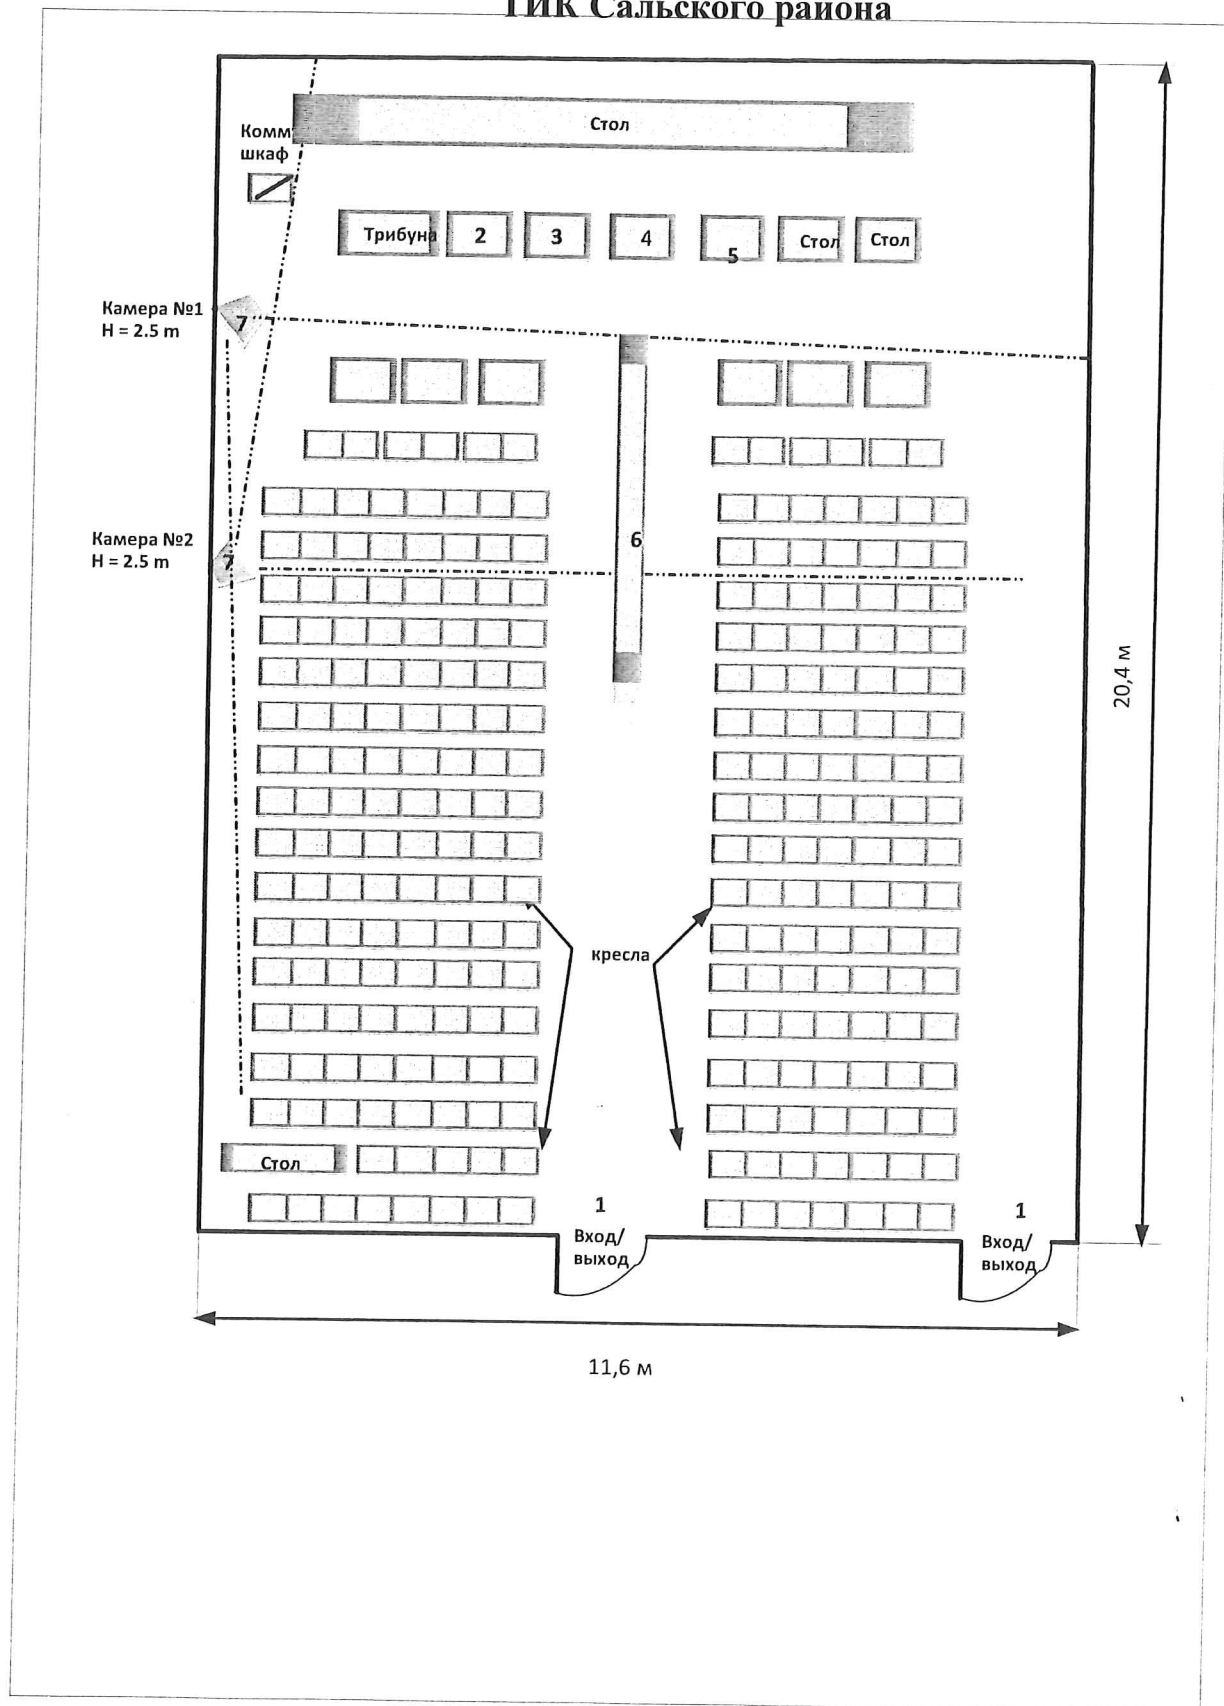 ТИК Сальского района
Стол
Комм
шкаф
Трибуна
2
3
4
5
Стол
Стол
Камера №1
H = 2.5 m
7
Камера №2
H = 2.5 m
7
6
20,4 м
кресла
Стол
1
Вход/
выход
1
Вход/
выход
11,6 м